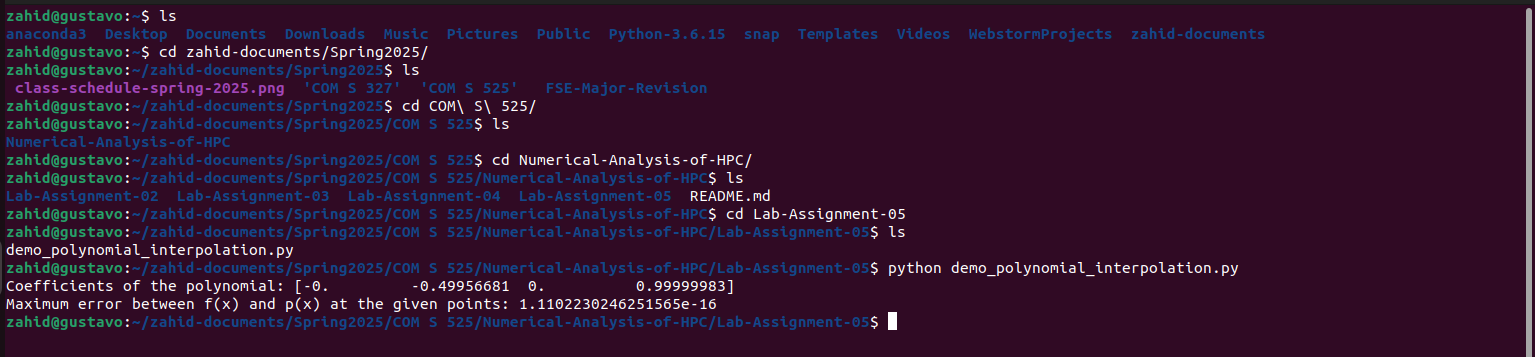 zahid@gustavo:~$ ls
anaconda3  Desktop  Documents  Downloads  Music  Pictures  Public  Python-3.6.15  snap  Templates  Videos  WebstormProjects  zahid-documents
zahid@gustavo:~$ cd zahid-documents/Spring2025/
zahid@gustavo:~/zahid-documents/Spring2025$ ls
 class-schedule-spring-2025.png  'COM S 327'  'COM S 525'   FSE-Major-Revision
zahid@gustavo:~/zahid-documents/Spring2025$ cd COM\ S\ 525/
zahid@gustavo:~/zahid-documents/Spring2025/COM S 525$ ls
Numerical-Analysis-of-HPC
zahid@gustavo:~/zahid-documents/Spring2025/COM S 525$ cd Numerical-Analysis-of-HPC/
zahid@gustavo:~/zahid-documents/Spring2025/COM S 525/Numerical-Analysis-of-HPC$ ls
Lab-Assignment-02  Lab-Assignment-03  Lab-Assignment-04  Lab-Assignment-05  README.md
zahid@gustavo:~/zahid-documents/Spring2025/COM S 525/Numerical-Analysis-of-HPC$ cd Lab-Assignment-05
zahid@gustavo:~/zahid-documents/Spring2025/COM S 525/Numerical-Analysis-of-HPC/Lab-Assignment-05$ ls
demo_polynomial_interpolation.py
zahid@gustavo:~/zahid-documents/Spring2025/COM S 525/Numerical-Analysis-of-HPC/Lab-Assignment-05$ python demo_polynomial_interpolation.py
Coefficients of the polynomial: [-0.         -0.49956681  0.          0.99999983]
Maximum error between f(x) and p(x) at the given points: 1.1102230246251565e-16
zahid@gustavo:~/zahid-documents/Spring2025/COM S 525/Numerical-Analysis-of-HPC/Lab-Assignment-05$